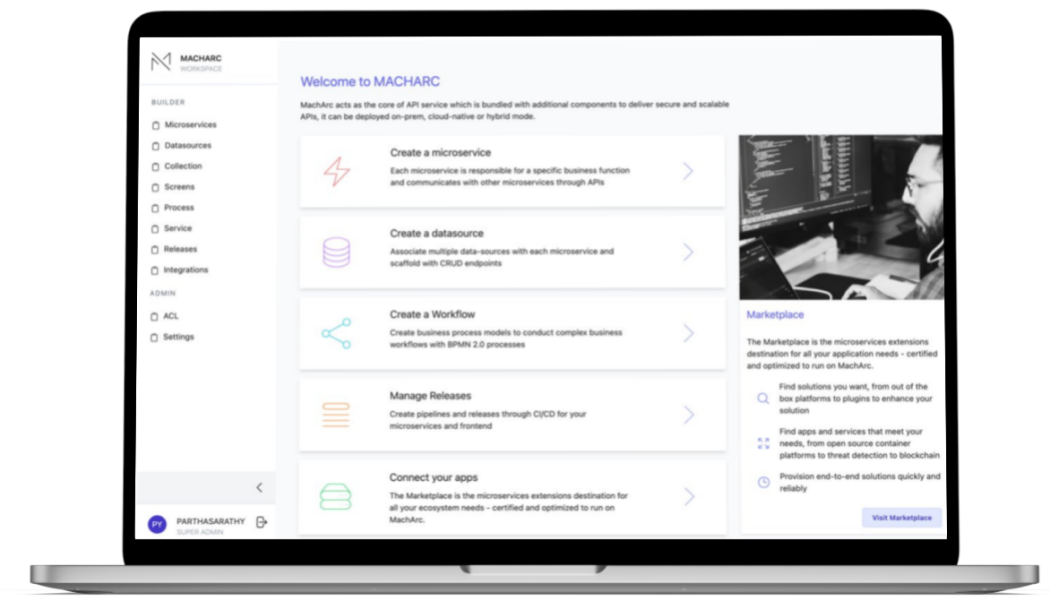 MACHARC
WORKSPACE
BUILDER
Microservices
Datasources
Collection
Screens
Process
Service
Releases
Integrations
ADMIN
ACL
Settings
PY
PARTHASARATHY
SUPER ADMIN
Welcome to MACHARC
MachArc acts as the core of API service which is bundled with additional components to deliver secure and scalable
APIs, it can be deployed on-prem, cloud-native or hybrid mode.
Create a microservice
Each microservice is responsible for a specific business function
and communicates with other microservices through APIs
Create a datasource
Associate multiple data-sources with each microservice and
scaffold with CRUD endpoints
Create a Workflow
Create business process models to conduct complex business
workflows with BPMN 2.0 processes
Manage Releases
Create pipelines and releases through CI/CD for your
microservices and frontend
Connect your apps
The Marketplace is the microservices extensions destination for
all your ecosystem needs - certified and optimized to run on
MachArc.
Marketplace
The Marketplace is the microservices extensions
destination for all your application needs - certified
and optimized to run on MachArc.
Find solutions you want, from out of the
box platforms to plugins to enhance your
solution
Find apps and services that meet your
needs, from open source container
platforms to threat detection to blockchain
Provision end-to-end solutions quickly and
reliably
Visit Marketplace